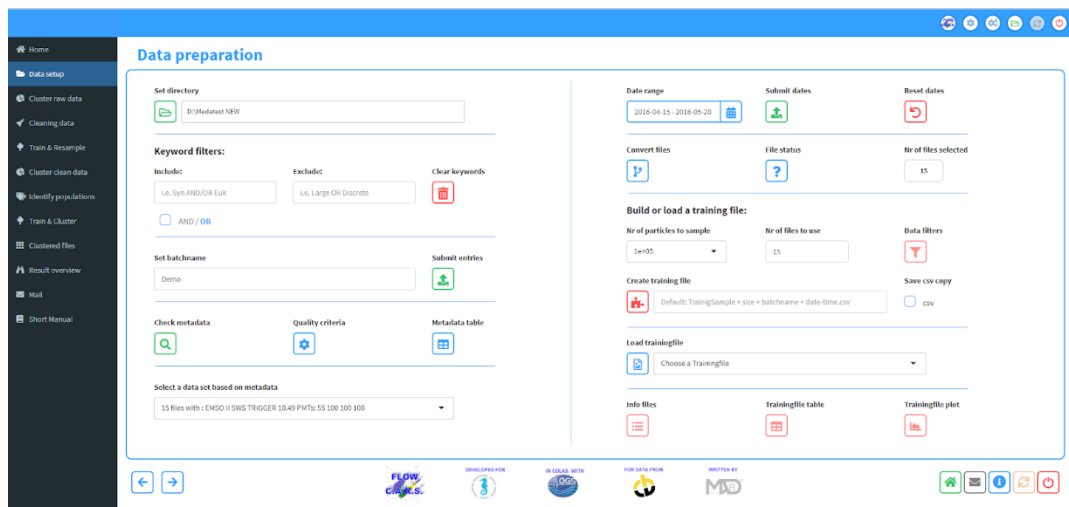 Home
Data setup
Cluster raw data
Cleaning data
Train & Resample
Cluster clean data
Identify populations
Train & Cluster
Clustered files
Result overview
Mail
Short Manual
Data preparation
Set directory
D:\Medatest NEW
Keyword filters:
Include: Exclude: Clear keywords
i.e. Syn AND/OR Euk i.e. Large OR Discrete
AND / OR
Set batchname Submit entries
Demo
Check metadata Quality criteria Metadata table
Select a data set based on metadata
15 files with : EMSO II SWS TRIGGER 10.49 PMTs: 55 100 100 100
Date range Submit dates Reset dates
2016-04-15 - 2016-05-20
Convert files File status Nr of files selected
15
Build or load a training file:
Nr of particles to sample Nr of files to use Data filters
1e+05 15
Create training file Save csv copy
Default: TrainigSample + size + batchname + date-time.csv csv
Load trainingfile
Choose a Trainingfile
Info files Trainingfile table Trainingfile plot
FLOW
C.A.R.S.
DEVELOPED FOR
IN COLAB. WITH
OGS
FOR DATA FROM
WRITTEN BY